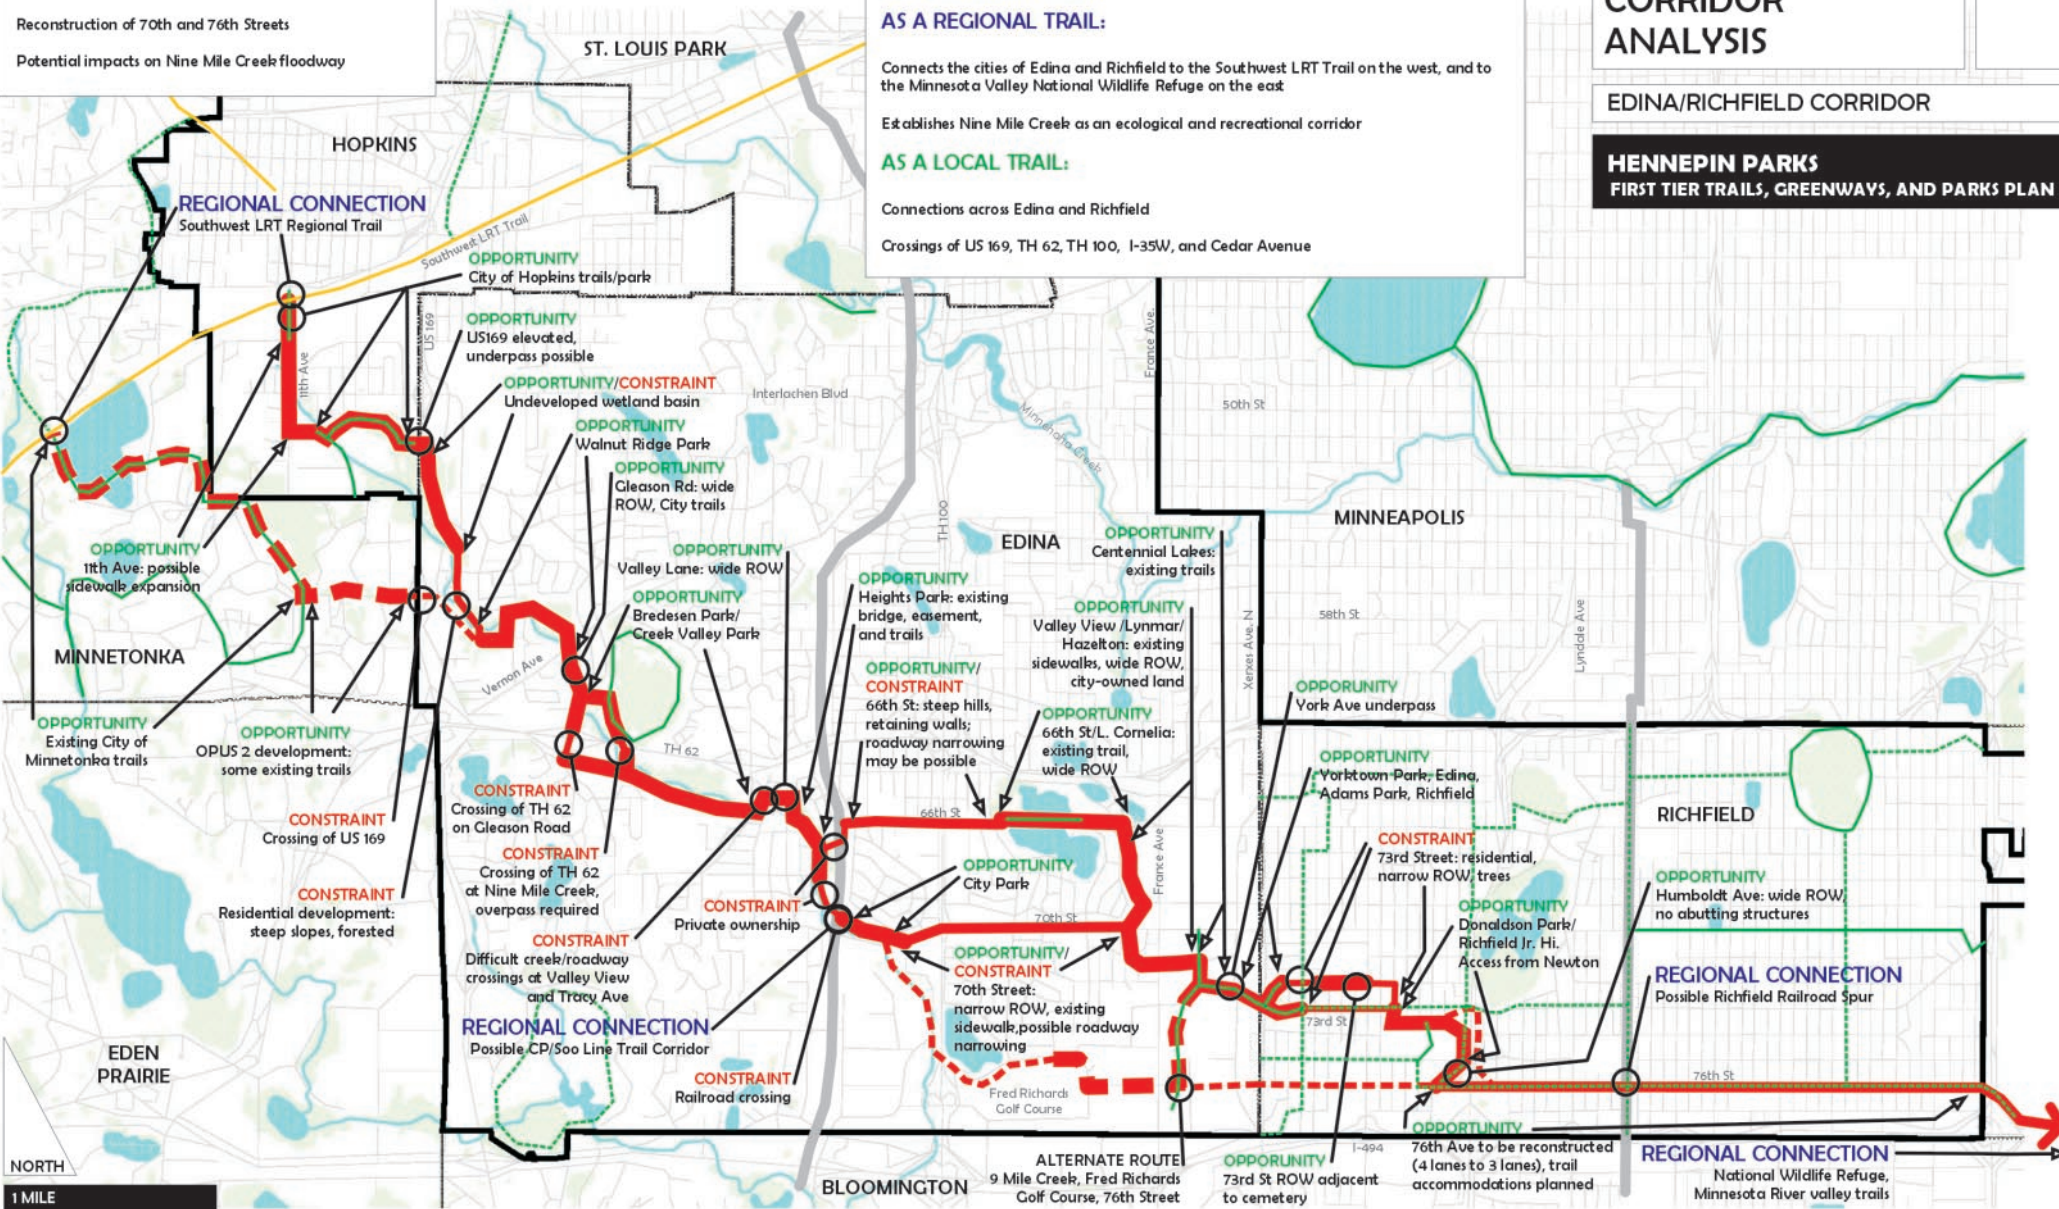 Reconstruction of 70th and 76th Streets
Potential impacts on Nine Mile Creek floodway
AS A REGIONAL TRAIL:
Connects the cities of Edina and Richfield to the Southwest LRT Trail on the west, and to
the Minnesota Valley National Wildlife Refuge on the east
Establishes Nine Mile Creek as an ecological and recreational corridor
AS A LOCAL TRAIL:
Connections across Edina and Richfield
Crossings of US 169, TH 62, TH 100, I-35W, and Cedar Avenue
CORRIDOR
ANALYSIS
EDINA/RICHFIELD CORRIDOR
HENNEPIN PARKS
FIRST TIER TRAILS, GREENWAYS, AND PARKS PLAN
ST. LOUIS PARK
HOPKINS
REGIONAL CONNECTION
Southwest LRT Regional Trail
Southwest LRT Trail
OPPORTUNITY
City of Hopkins trails/park
US 169
OPPORTUNITY
US169 elevated,
underpass possible
11th Ave
OPPORTUNITY/CONSTRAINT
Undeveloped wetland basin
Interlachen Blvd
OPPORTUNITY
Walnut Ridge Park
OPPORTUNITY
Gleason Rd: wide
ROW, City trails
France Ave.
50th St
Minnehaha Creek
TH 100
EDINA
MINNEAPOLIS
OPPORTUNITY
11th Ave: possible
sidewalk expansion
OPPORTUNITY
Valley Lane: wide ROW
OPPORTUNITY
Bredesen Park/
Creek Valley Park
OPPORTUNITY
Heights Park: existing
bridge, easement,
and trails
OPPORTUNITY
Centennial Lakes:
existing trails
OPPORTUNITY
Valley View /Lynmar/
Hazelton: existing
sidewalks, wide ROW,
city-owned land
Xerxes Ave. N
58th St
Lyndale Ave
MINNETONKA
Vernon Ave
OPPORTUNITY/
CONSTRAINT
66th St: steep hills,
retaining walls;
roadway narrowing
may be possible
OPPORTUNITY
66th St/L. Cornelia:
existing trail,
wide ROW
OPPORUNITY
York Ave underpass
OPPORTUNITY
Existing City of
Minnetonka trails
OPPORTUNITY
OPUS 2 development:
some existing trails
TH 62
OPPORTUNITY
Yorktown Park, Edina,
Adams Park, Richfield
RICHFIELD
CONSTRAINT
Crossing of US 169
CONSTRAINT
Crossing of TH 62
on Gleason Road
66th St
France Ave
CONSTRAINT
73rd Street: residential,
narrow ROW, trees
CONSTRAINT
Crossing of TH 62
at Nine Mile Creek,
overpass required
OPPORTUNITY
City Park
OPPORTUNITY
Humboldt Ave: wide ROW,
no abutting structures
CONSTRAINT
Residential development:
steep slopes, forested
CONSTRAINT
Private ownership
70th St
OPPORTUNITY
Donaldson Park/
Richfield Jr. Hi.
Access from Newton
CONSTRAINT
Difficult creek/roadway
crossings at Valley View
and Tracy Ave
OPPORTUNITY/
CONSTRAINT
70th Street:
narrow ROW, existing
sidewalk,possible roadway
narrowing
REGIONAL CONNECTION
Possible Richfield Railroad Spur
REGIONAL CONNECTION
Possible CP/Soo Line Trail Corridor
73rd St
EDEN
PRAIRIE
CONSTRAINT
Railroad crossing
Fred Richards
Golf Course
76th St
OPPORTUNITY
76th Ave to be reconstructed
(4 lanes to 3 lanes), trail
accommodations planned
I-494
ALTERNATE ROUTE
9 Mile Creek, Fred Richards
Golf Course, 76th Street
OPPORUNITY
73rd St ROW adjacent
to cemetery
REGIONAL CONNECTION
National Wildlife Refuge,
Minnesota River valley trails
BLOOMINGTON
NORTH
1 MILE